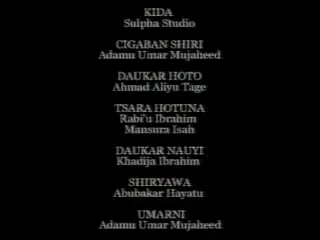 KIDA
Sulpha Studio
CIGABAN SHIRI
Adamu Umar Mujaheed
DAUKAR HOTO
Ahmad Aliyu Tage
TSARA HOTUNA
Rabi'u Ibrahim
Mansura Isah
DAUKAR NAUYI
Khadija Ibrahim
SHIRYAWA
Abubakar Hayatu
UMARNI
Adamu Umar Mujaheed